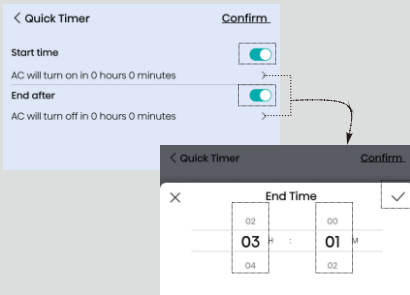 Quick Timer Confirm
Start time
AC will turn on in 0 hours 0 minutes
End after
AC will turn off in 0 hours 0 minutes
Quick Timer Confirm
End Time
02 00
03 H : 01 M
04 02